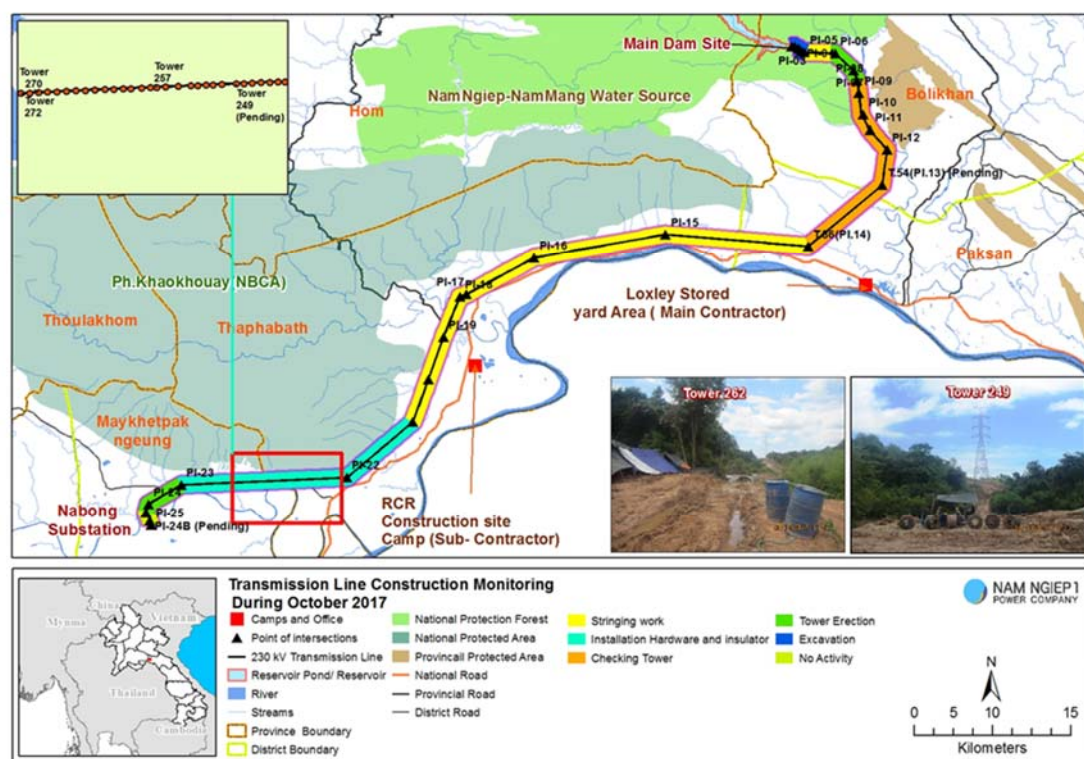 Tower
270
Tower
272
Tower
257
Tower
249
(Pending)
Main Dam Site
PI-05
PI-06
PI-03
PI-09
PI-10
PI-11
PI-12
Bolikhan
NamNgiep-NamMang Water Source
Hom
T.54(PI.13) (Pending)
PI-15
PI-16
PI-17
PI-18
PI-19
Paksan
Ph.Khaokhouay(NBCA)
Thoulakhom
Thaphabath
Loxley Stored
yard Area ( Main Contractor)
Maykhetpak
ngeung
PI-22
PI-23
PI-24
PI-25
PI-24B (Pending)
Nabong
Substation
RCR
Construction site
Camp (Sub- Contractor)
Tower 262
Tower 249
Transmission Line Construction Monitoring
During October 2017
Camps and Office
Point of intersections
230 kV Transmission Line
Reservoir Pond/ Reservoir
River
Streams
Province Boundary
District Boundary
National Protection Forest
National Protected Area
Provincail Protected Area
National Road
Provincial Road
District Road
Stringing work
Installation Hardware and insulator
Checking Tower
Tower Erection
Excavation
No Activity
NAM NGIEP 1
POWER COMPANY
N
0 5 10 15
Kilometers
China
Vietnam
Myanma
Thailand
Cambodia